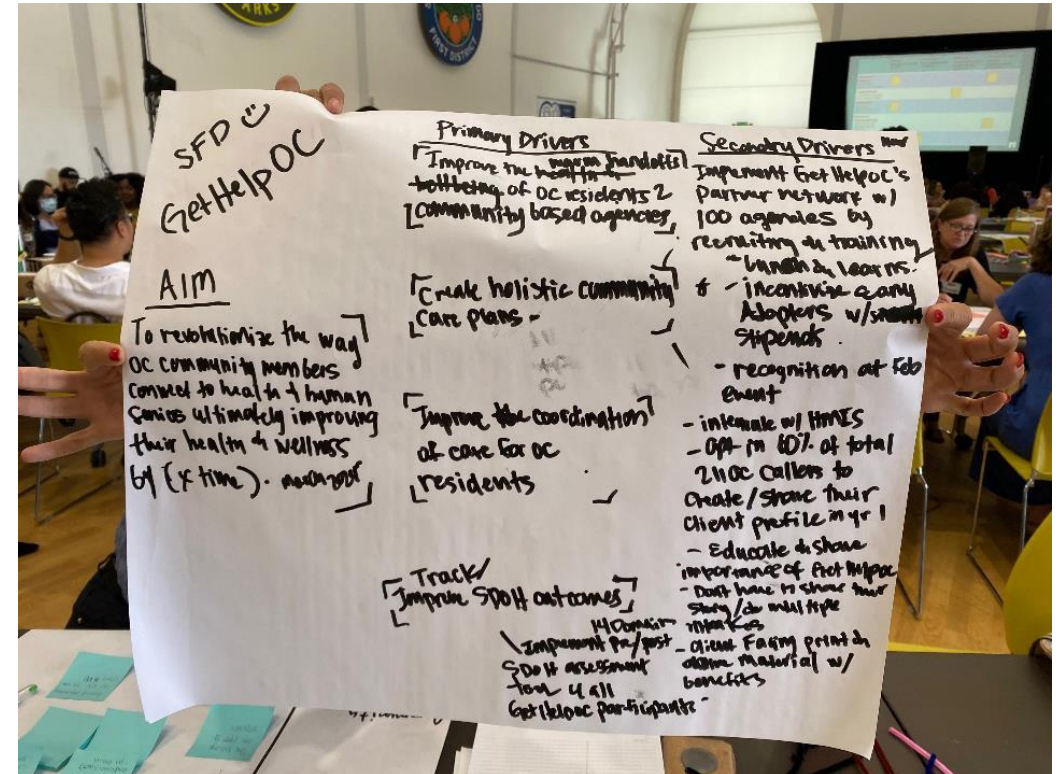 ARKS
FIRST DISTRICT
SFD
GetHelpOC
AIM
To revolutionize the way
OC community members
connect to health & human
servies ultimately improving
their health & wellness
by (x time).
Primary Drivers
Improve the warm handoffs
health &
wellbeing of OC residents 2
community based agencies
Create holistic community
care plans -
Improve the coordination
of care for OC
residents
Track/
Improve SDoH outcomes
14 Domain
Implement pre/post
SDoH assessment
tool 4 all
GetHelpOC participants -
Secondary Drivers
Implement GetHelpOC's
Partner network w/
100 agencies by
recruiting & training
- Lunch & learns.
- incentivize early
Adopters w/
stipends
- recognition at Feb
event
- integrate w/ HMIS
- opt in 60% of total
211OC callers to
create/share their
client profile in yr 1
- Educate & share
importance of GetHelpOC
- Don't have to share their
story/do multiple
intakes
- client facing print &
online material w/
benefits